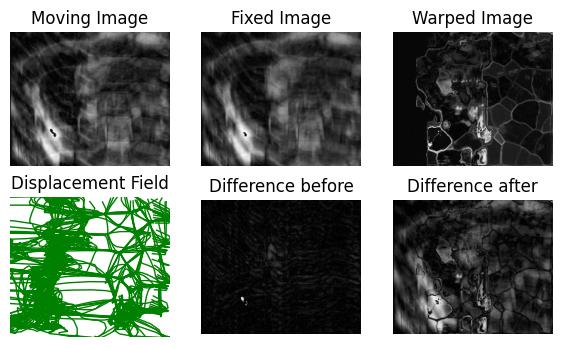 Moving Image
Fixed Image
Warped Image
Displacement Field
Difference before
Difference after